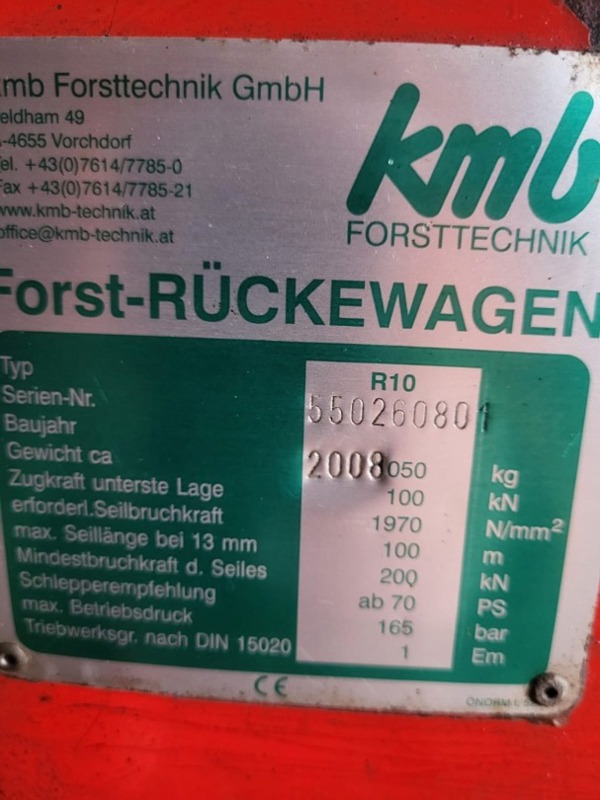 kmb Forsttechnik GmbH
Feldham 49
A-4655 Vorchdorf
Tel. +43(0)7614/7785-0
Fax +43(0)7614/7785-21
www.kmb-technik.at
office@kmb-technik.at
kmb
FORSTTECHNIK
Forst-RÜCKEWAGEN
Typ R10
Serien-Nr. 550260801
Baujahr 2008
Gewicht ca 050 kg
Zugkraft unterste Lage 100 kN
erforderl.Seilbruchkraft 1970 N/mm²
max. Seillänge bei 13 mm 100 m
Mindestbruchkraft d. Seiles 200 kN
Schlepperempfehlung ab 70 PS
max. Betriebsdruck 165 bar
Triebwerksgr. nach DIN 15020 1 Em
CE
ÖNORM L